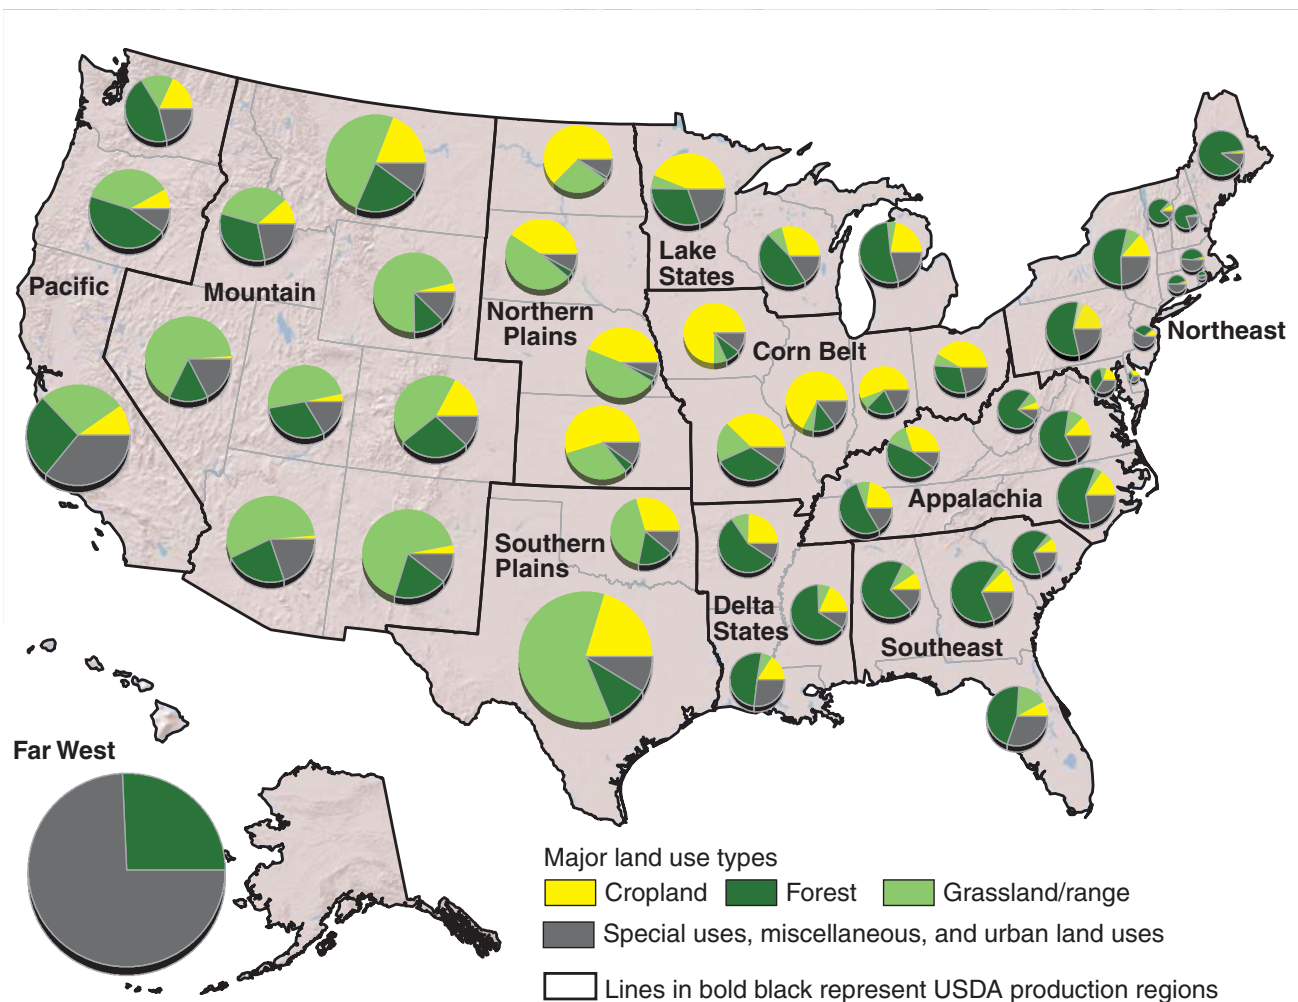 Pacific
Mountain
Northern
Plains
Lake
States
Corn Belt
Northeast
Appalachia
Southern
Plains
Delta
States
Southeast
Far West
Major land use types
Cropland
Forest
Grassland/range
Special uses, miscellaneous, and urban land uses
Lines in bold black represent USDA production regions